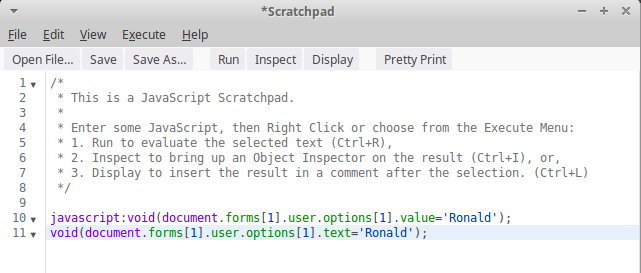 *Scratchpad
File Edit View Execute Help
Open File... Save Save As... Run Inspect Display Pretty Print
1 /*
2  * This is a JavaScript Scratchpad.
3  *
4  * Enter some JavaScript, then Right Click or choose from the Execute Menu:
5  * 1. Run to evaluate the selected text (Ctrl+R),
6  * 2. Inspect to bring up an Object Inspector on the result (Ctrl+I), or,
7  * 3. Display to insert the result in a comment after the selection. (Ctrl+L)
8  */
9
10 javascript:void(document.forms[1].user.options[1].value='Ronald');
11 void(document.forms[1].user.options[1].text='Ronald');